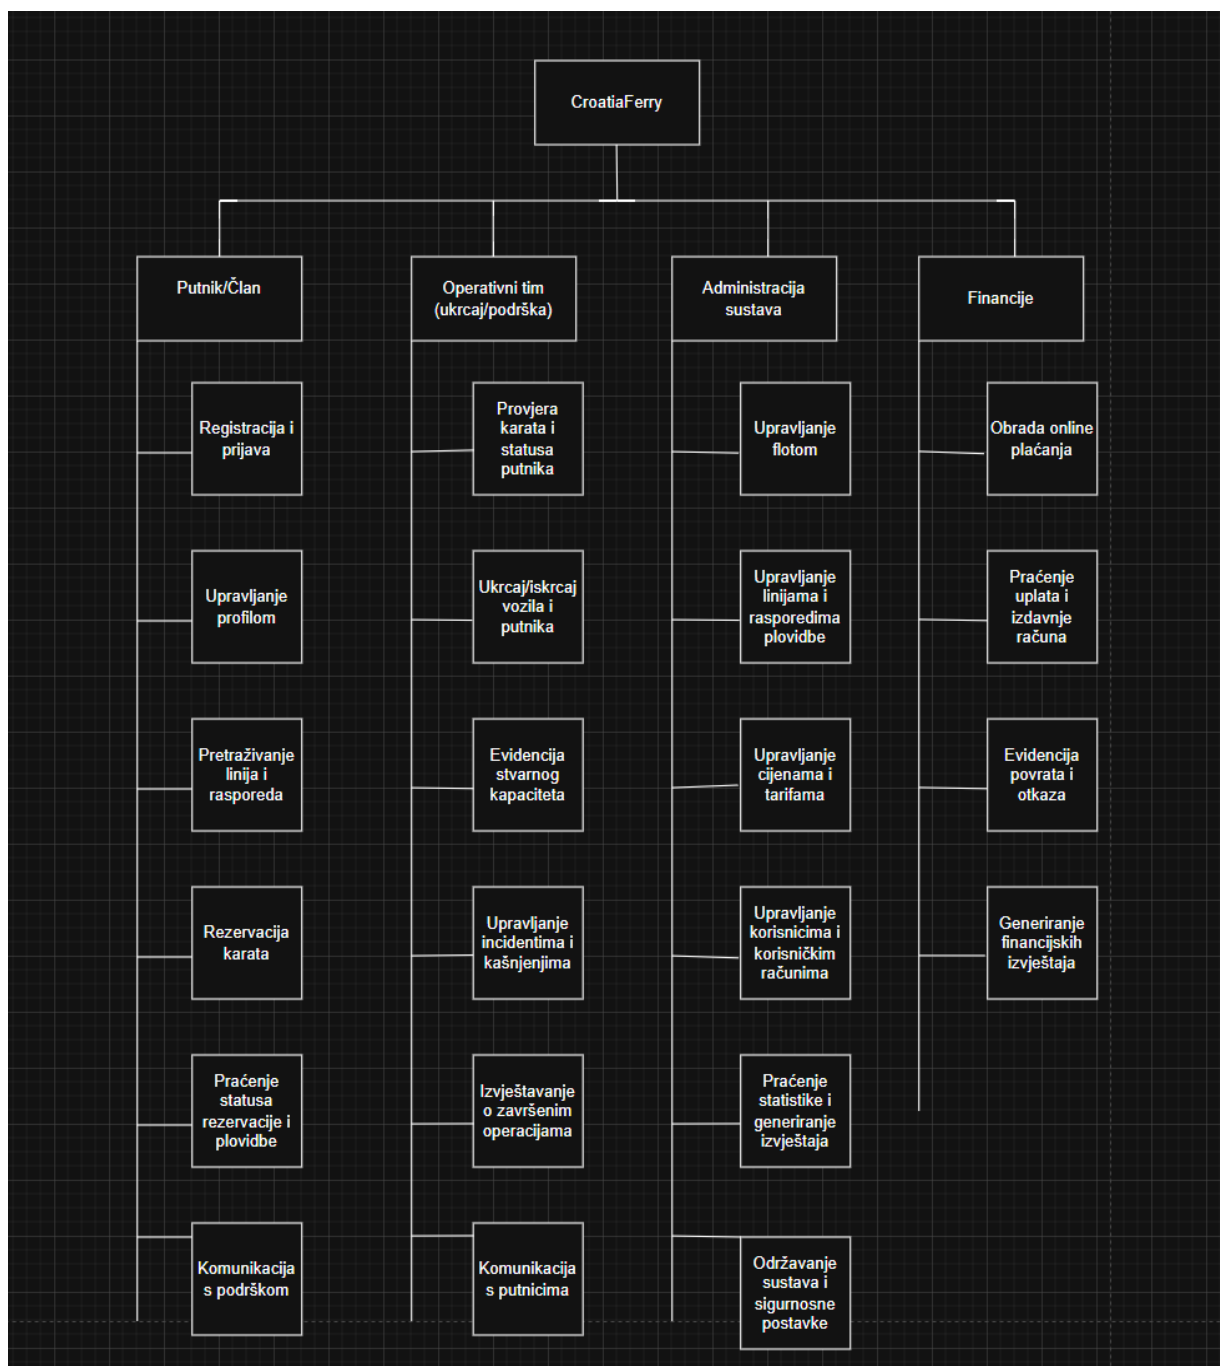 CroatiaFerry
Putnik/Član
Operativni tim
(ukrcaj/podrška)
Administracija
sustava
Financije
Registracija i
prijava
Provjera
karata i
statusa
putnika
Upravljanje
flotom
Obrada online
plaćanja
Upravljanje
profilom
Ukrcaj/iskrcaj
vozila i
putnika
Upravljanje
linijama i
rasporedima
plovidbe
Praćenje
uplata i
izdavnje
računa
Pretraživanje
linija i
rasporeda
Evidencija
stvarnog
kapaciteta
Upravljanje
cijenama i
tarifama
Evidencija
povrata i
otkaza
Rezervacija
karata
Upravljanje
incidentima i
kašnjenjima
Upravljanje
korisnicima i
korisničkim
računima
Generiranje
financijskih
izvještaja
Praćenje
statusa
rezervacije i
plovidbe
Izvještavanje
o završenim
operacijama
Praćenje
statistike i
generiranje
izvještaja
Komunikacija
s podrškom
Komunikacija
s putnicima
Održavanje
sustava i
sigurnosne
postavke